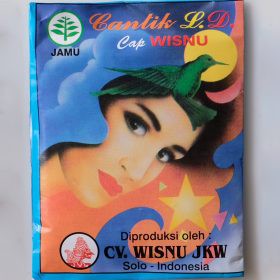 Cantik L.D.
Cap WISNU
JAMU
Diproduksi oleh :
CV. WISNU JKW
Solo - Indonesia